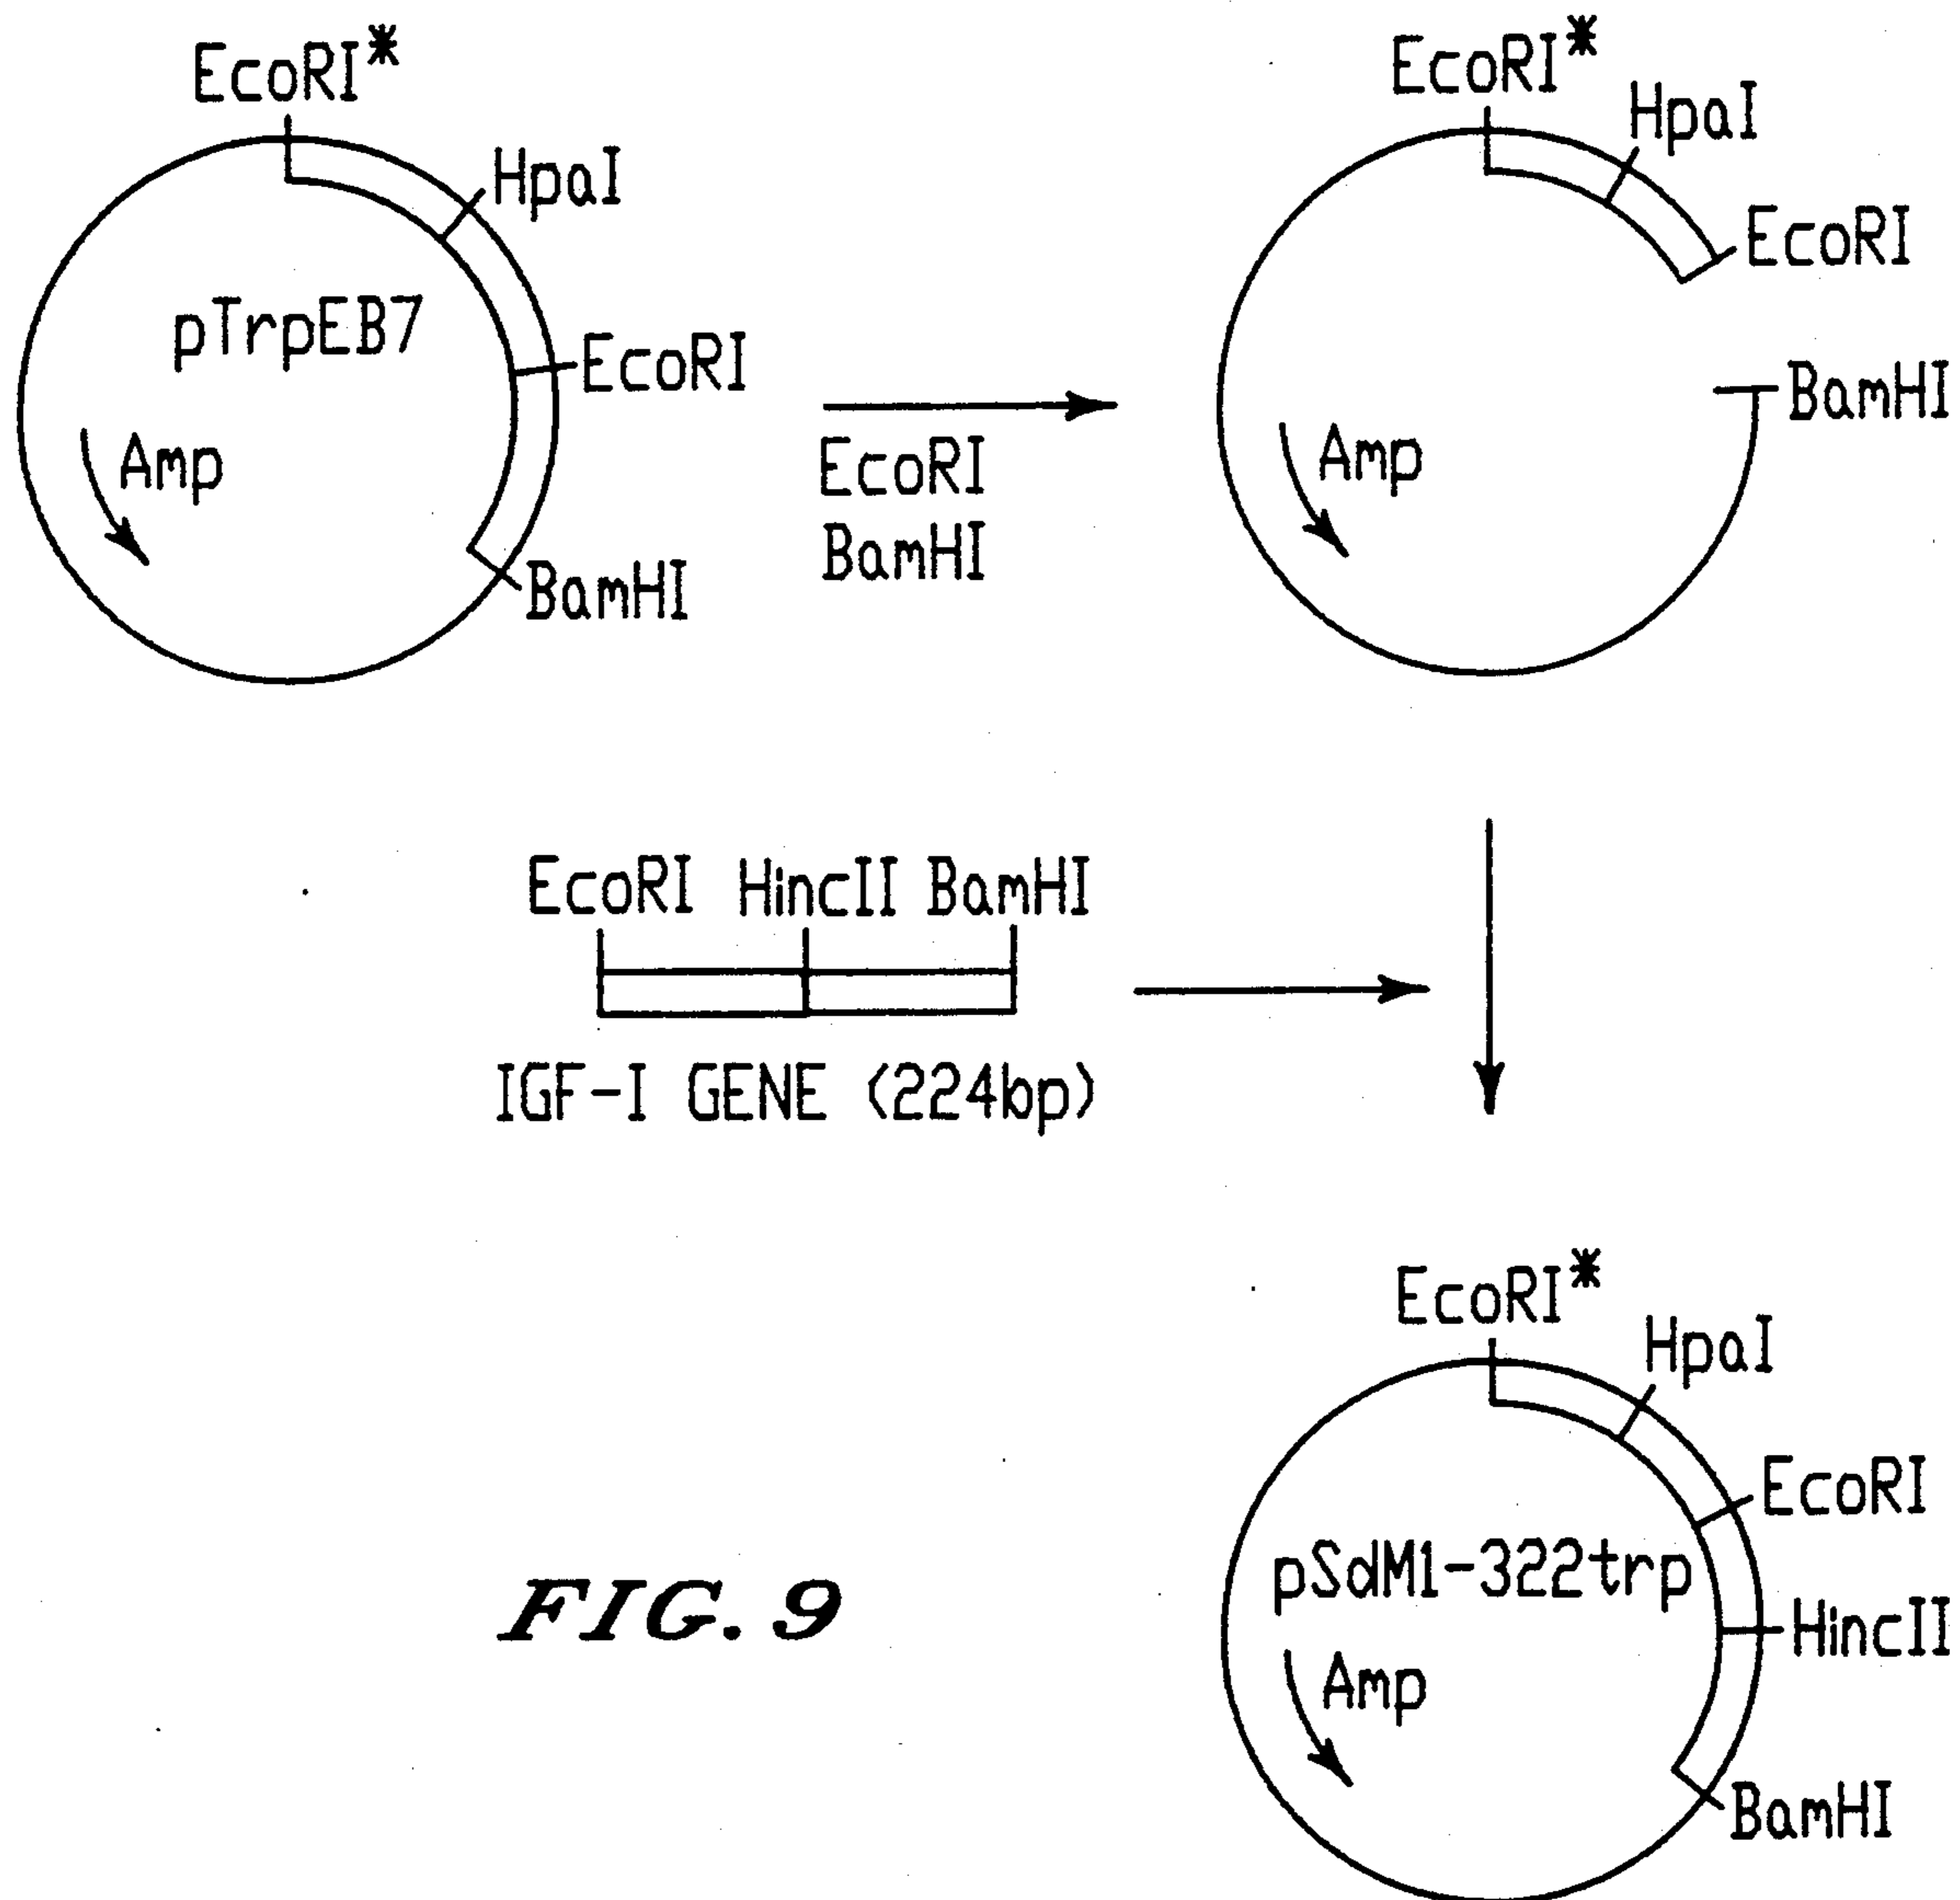 EcoRI*
HpaI
pTrpEB7
EcoRI
Amp
BamHI
EcoRI
BamHI
EcoRI*
HpaI
EcoRI
BamHI
Amp
EcoRI HincII BamHI
IGF-I GENE (224bp)
EcoRI*
HpaI
EcoRI
pSdM1-322trp
HincII
Amp
BamHI
FIG. 9